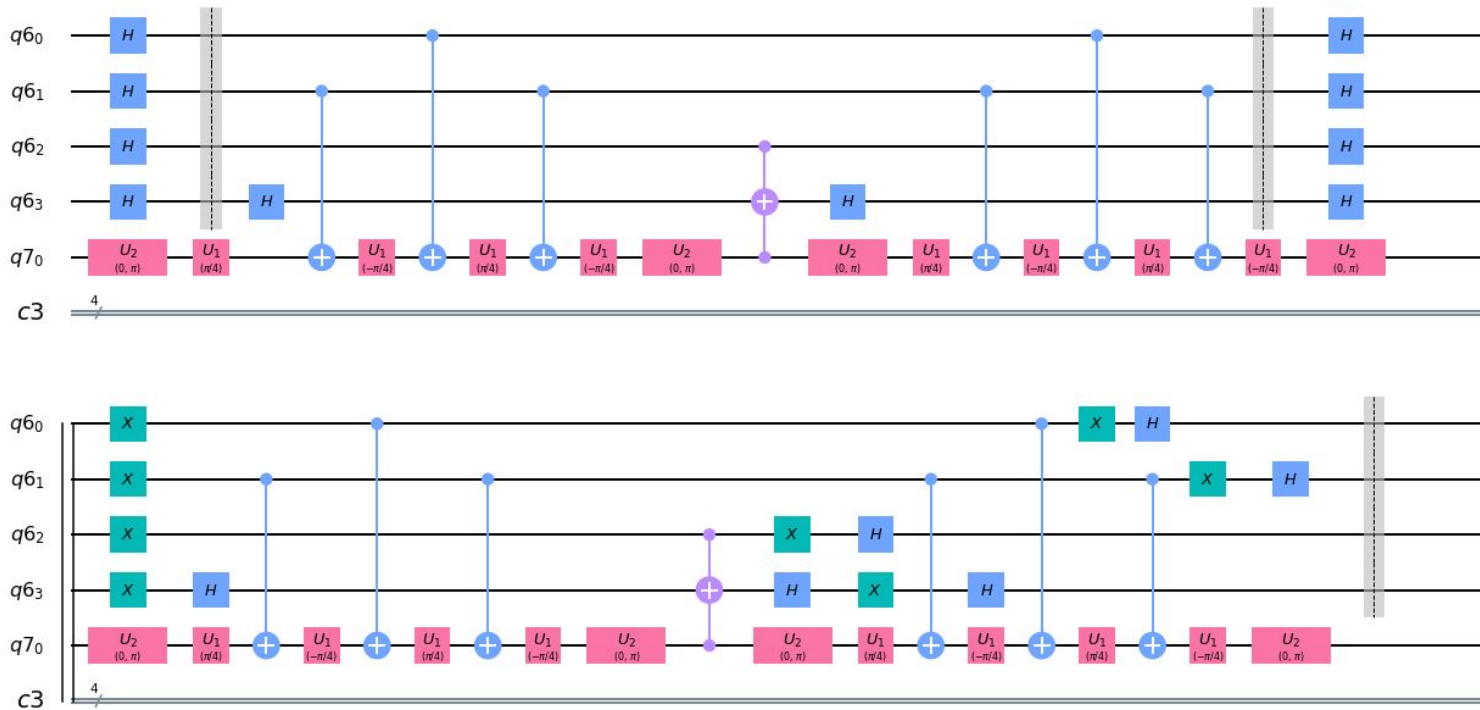 q6₀ H H
q6₁ H H
q6₂ H H
q6₃ H H H H
q7₀ U₂ (0, π) U₁ (π/4) U₁ (-π/4) U₁ (π/4) U₁ (-π/4) U₂ (0, π) U₂ (0, π) U₁ (π/4) U₁ (-π/4) U₁ (π/4) U₁ (-π/4) U₂ (0, π)
c3 4
q6₀ X X H
q6₁ X X H
q6₂ X X H
q6₃ X H H X H
q7₀ U₂ (0, π) U₁ (π/4) U₁ (-π/4) U₁ (π/4) U₁ (-π/4) U₂ (0, π) U₂ (0, π) U₁ (π/4) U₁ (-π/4) U₁ (π/4) U₁ (-π/4) U₂ (0, π)
c3 4